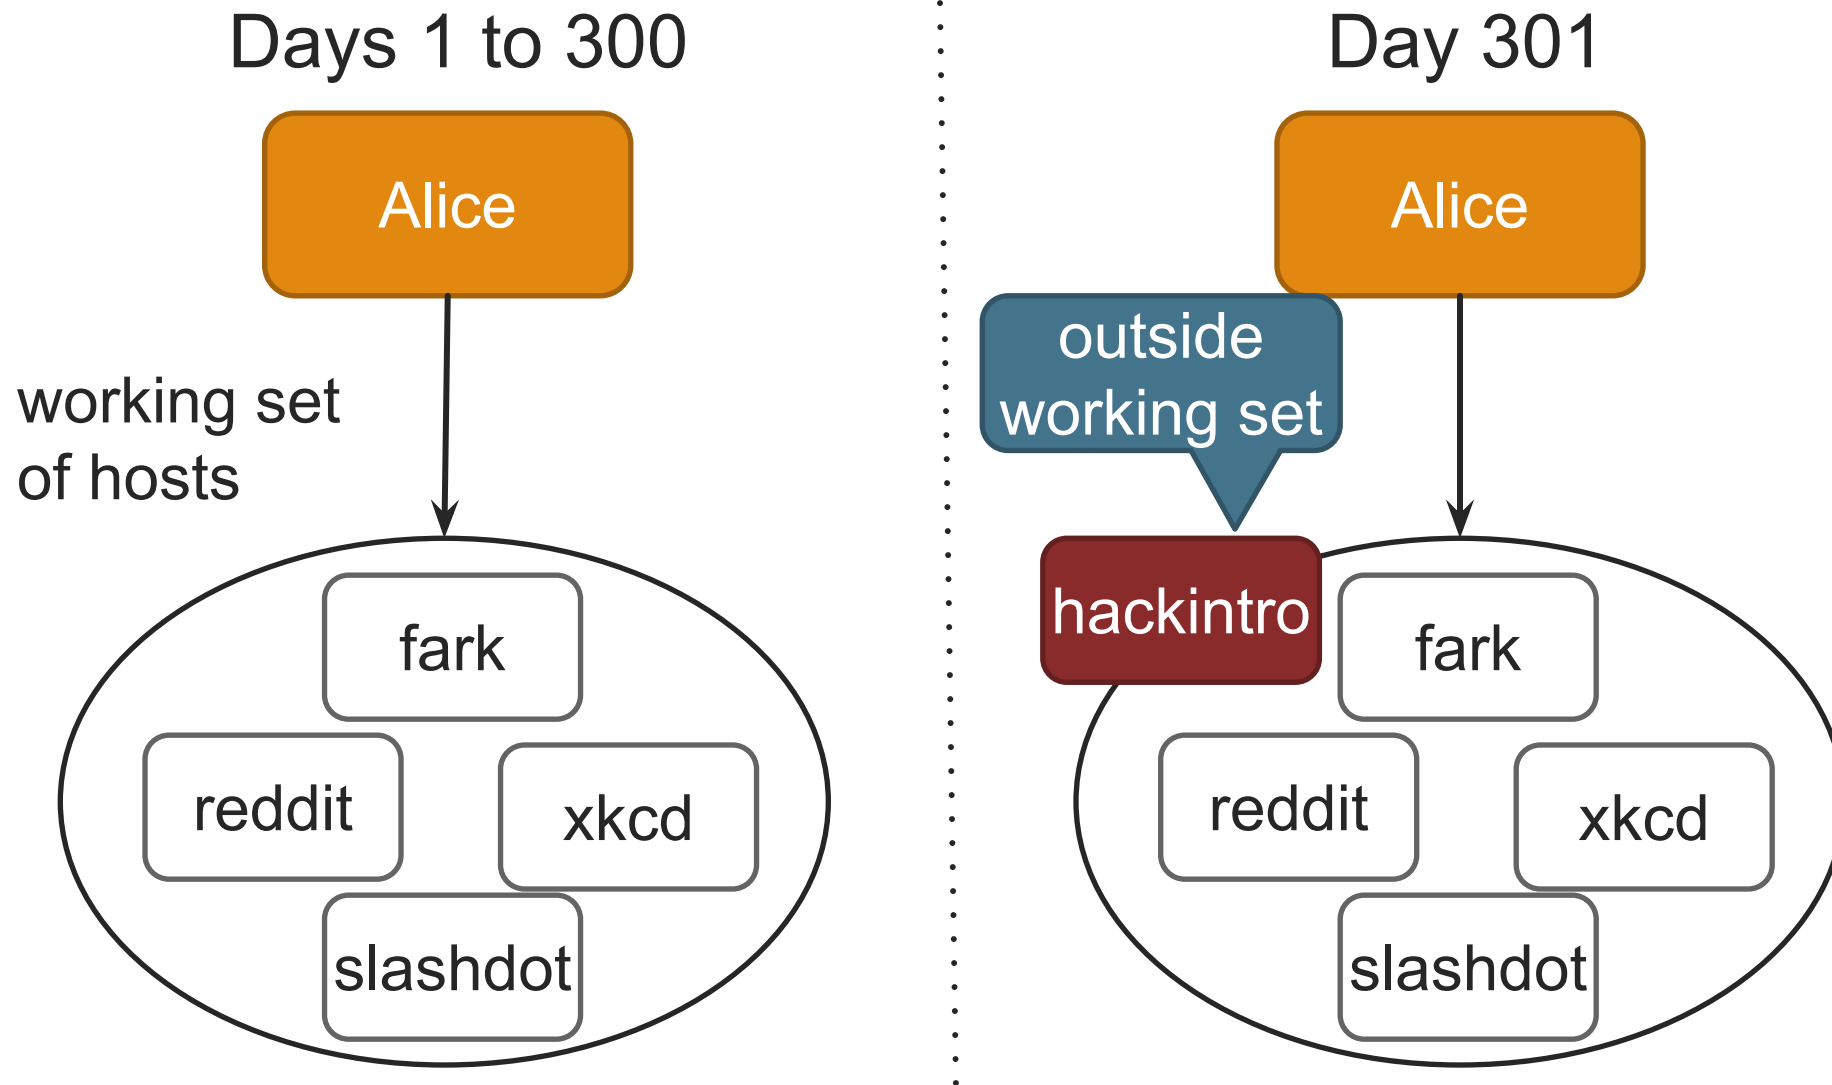 Days 1 to 300
Alice
working set
of hosts
fark
reddit
xkcd
slashdot
Day 301
Alice
outside
working set
hackintro
fark
reddit
xkcd
slashdot